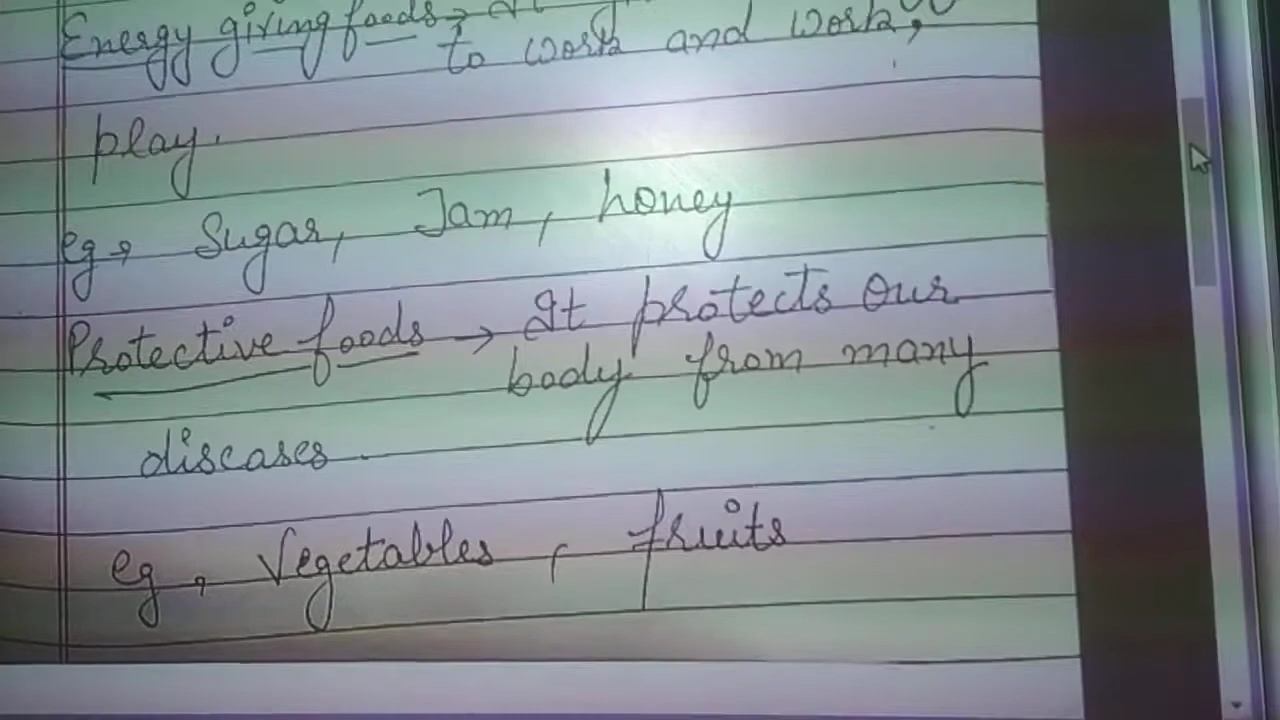 Energy giving foods → It
to work and work,
play.
eg → Sugar, Jam, honey
Protective foods → It protects our
body from many
diseases.
eg → Vegetables, fruits